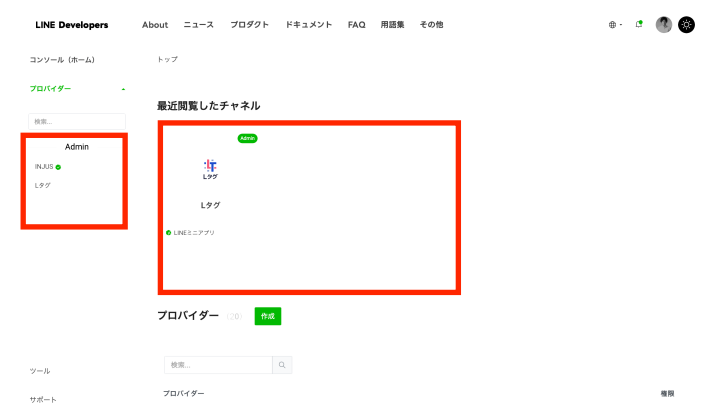 LINE Developers
About ニュース プロダクト ドキュメント FAQ 用語集 その他
コンソール（ホーム）
トップ
プロバイダー
最近閲覧したチャネル
検索...
Admin
Admin
INJUS
Lタグ
LT
Lタグ
Lタグ
LINEミニアプリ
プロバイダー
作成
検索...
ツール
プロバイダー
権限
サポート